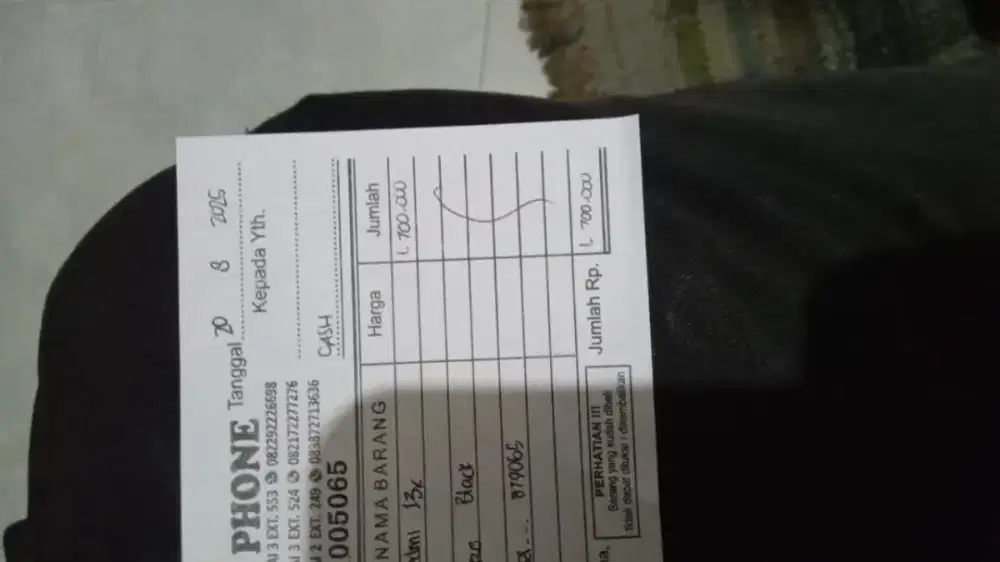 PHONE Tanggal 20 8 2025
Kepada Yth.
3 EXT. 553 082292226698
3 EXT. 524 082172277276
2 EXT. 249 083872713636 CASH
005065
NAMA BARANG Harga Jumlah
13x 1.700.000
Black
879065
Jumlah Rp. 1.700.000
PERHATIAN !!!
Barang yang sudah dibeli
tidak dapat ditukar / dikembalikan